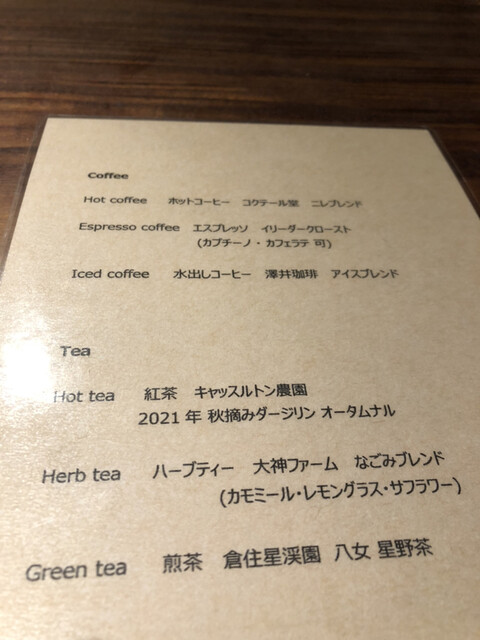 Coffee
Hot coffee ホットコーヒー コクテール堂 ニレブレンド
Espresso coffee エスプレッソ イリーダークロースト
(カプチーノ・カフェラテ 可)
Iced coffee 水出しコーヒー 澤井珈琲 アイスブレンド
Tea
Hot tea 紅茶 キャッスルトン農園
2021 年 秋摘みダージリン オータムナル
Herb tea ハーブティー 大神ファーム なごみブレンド
(カモミール・レモングラス・サフラワー)
Green tea 煎茶 倉住星渓園 八女 星野茶